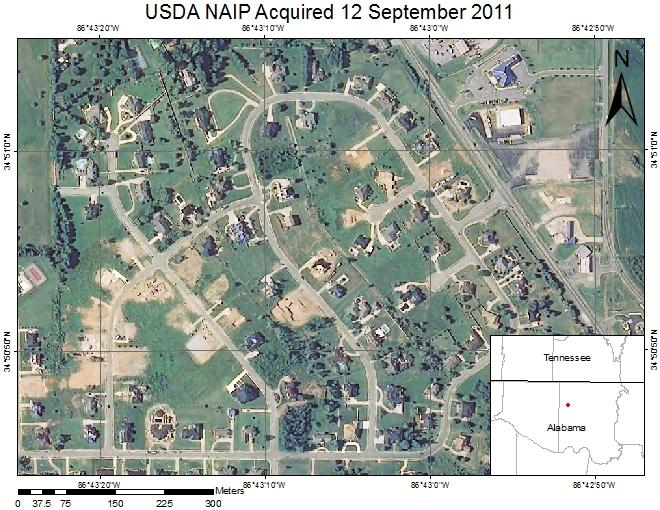 USDA NAIP Acquired 12 September 2011
86°43'20"W 86°43'10"W 86°43'0"W 86°42'50"W
N
34°51'0"N 34°51'0"N
34°50'50"N 34°50'50"N
Tennessee
Alabama
86°43'20"W 86°43'10"W 86°43'0"W 86°42'50"W
Meters
0 37.5 75 150 225 300